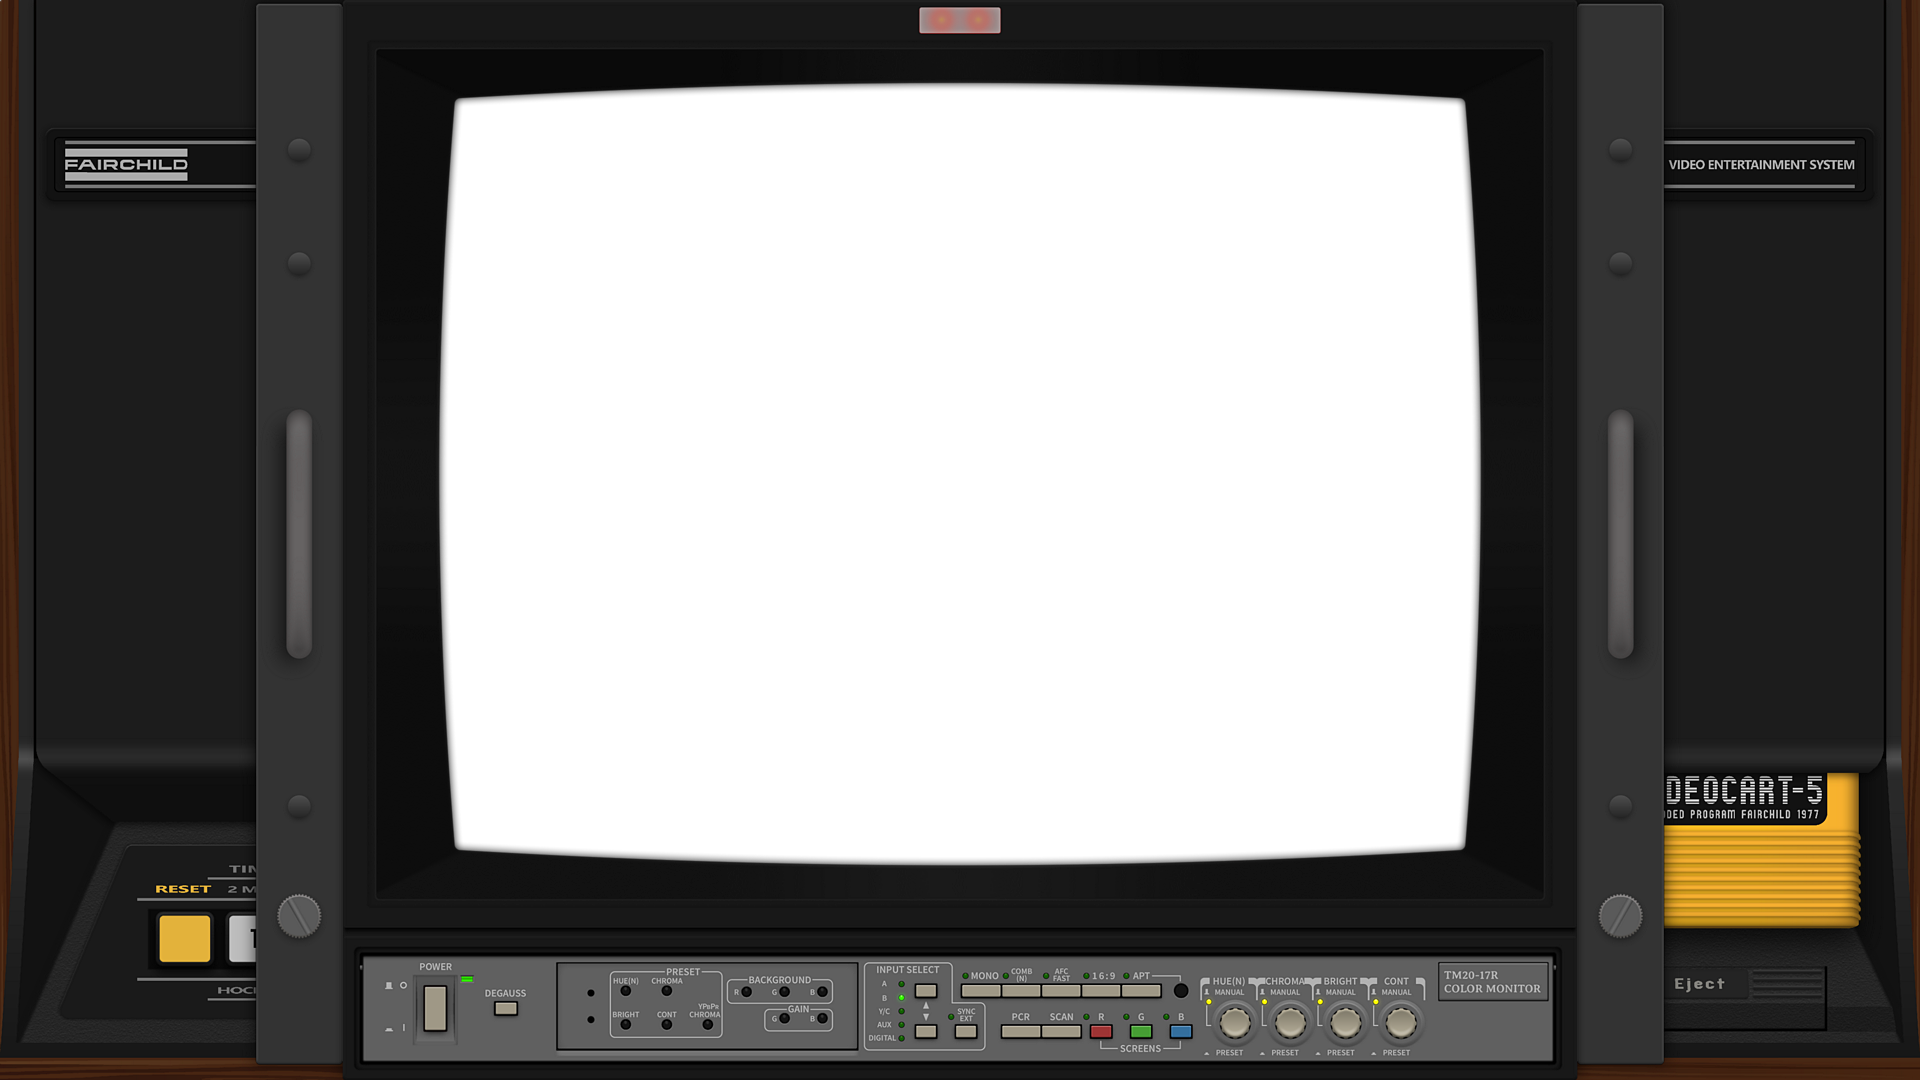 FAIRCHILD
VIDEO ENTERTAINMENT SYSTEM
DEOCART-5
DED PROGRAM FAIRCHILD 1977
TIM
RESET 2 M
1
HOC
Eject
POWER
DEGAUSS
PRESET
HUE(N) CHROMA
BRIGHT CONT YPBPR CHROMA
BACKGROUND
R G B
GAIN
G B
INPUT SELECT
A
B
Y/C
AUX
DIGITAL
SYNC
EXT
MONO COMB (N) AFC FAST 16:9 APT
PCR SCAN R G B
SCREENS
HUE(N) CHROMA BRIGHT CONT
MANUAL MANUAL MANUAL MANUAL
PRESET PRESET PRESET PRESET
TM20-17R
COLOR MONITOR